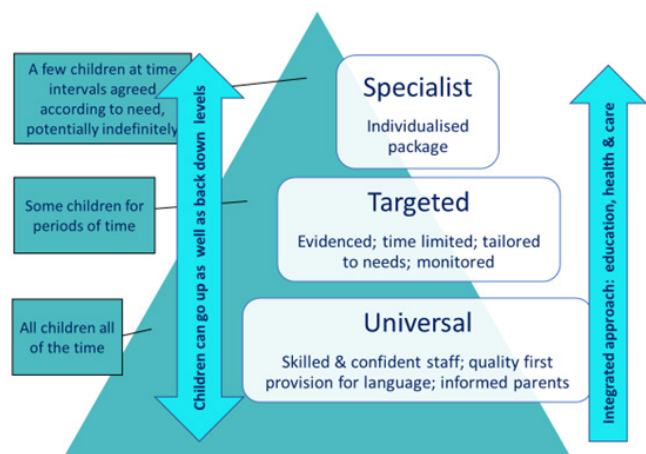 A few children at time
intervals agreed
according to need,
potentially indefinitely
Specialist
Individualised
package
Some children for
periods of time
Targeted
Evidenced; time limited; tailored
to needs; monitored
All children all
of the time
Universal
Skilled & confident staff; quality first
provision for language; informed parents
Children can go up as well as back down levels
Integrated approach: education, health & care